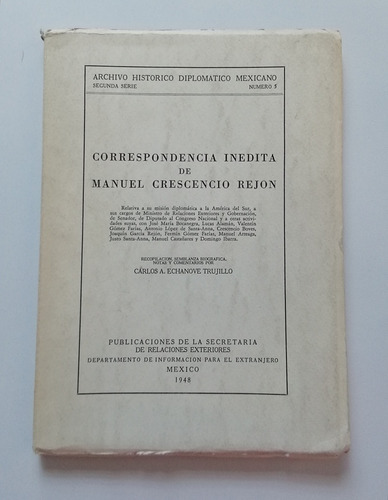 ARCHIVO HISTORICO DIPLOMATICO MEXICANO
SEGUNDA SERIE NUMERO 5
CORRESPONDENCIA INEDITA
DE
MANUEL CRESCENCIO REJON
Relativa a su misión diplomática a la América del Sur, a
sus cargos de Ministro de Relaciones Exteriores y Gobernación,
de Senador, de Diputado al Congreso Nacional y a otras activi-
dades suyas, con José María Bocanegra, Lucas Alamán, Valentín
Gómez Farías, Antonio López de Santa-Anna, Crescencio Boves,
Joaquín García Rejón, Fermín Gómez Farías, Manuel Arteaga,
Justo Santa-Anna, Manuel Castañares y Domingo Ibarra.
RECOPILACION, SEMBLANZA BIOGRAFICA,
NOTAS Y COMENTARIOS POR
CÁRLOS A. ECHANOVE TRUJILLO
PUBLICACIONES DE LA SECRETARIA
DE RELACIONES EXTERIORES
DEPARTAMENTO DE INFORMACION PARA EL EXTRANJERO
MEXICO
1948